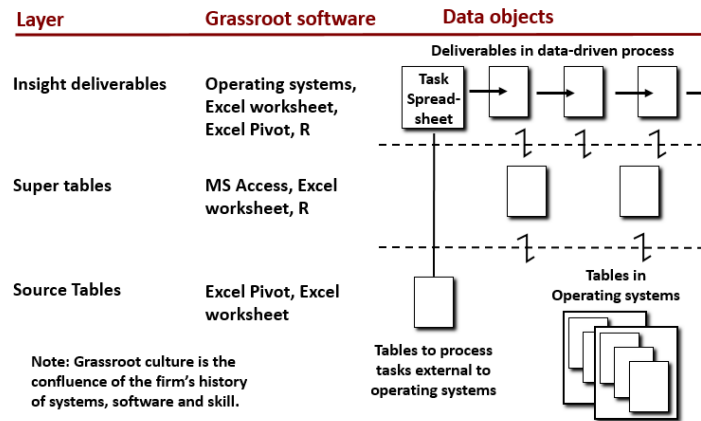 Layer
Grassroot software
Data objects
Deliverables in data-driven process
Insight deliverables
Operating systems,
Excel worksheet,
Excel Pivot, R
Task
Spread-
sheet
Super tables
MS Access, Excel
worksheet, R
Source Tables
Excel Pivot, Excel
worksheet
Tables in
Operating systems
Note: Grassroot culture is the
confluence of the firm's history
of systems, software and skill.
Tables to process
tasks external to
operating systems